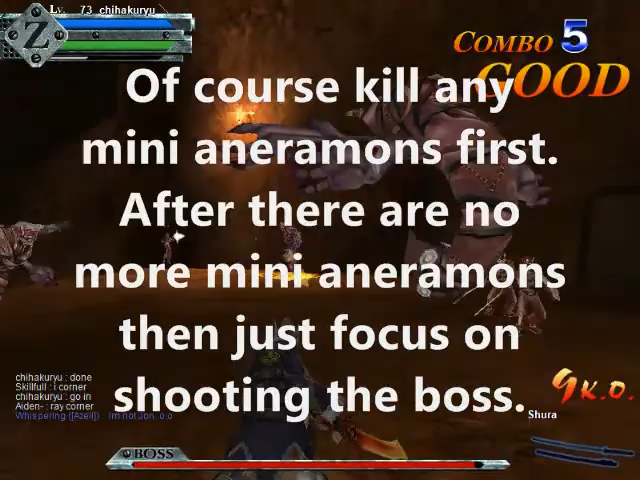 Lv. 73 chihakuryu
Z
COMBO 5
GOOD
Of course kill any
mini aneramons first.
After there are no
more mini aneramons
then just focus on
shooting the boss.
chihakuryu : done
Skillfull : i corner
chihakuryu : go in
Aiden- : ray corner
Whispering ([Azell]) : Im not Jon. o.o
9 K.O.
Shura
BOSS